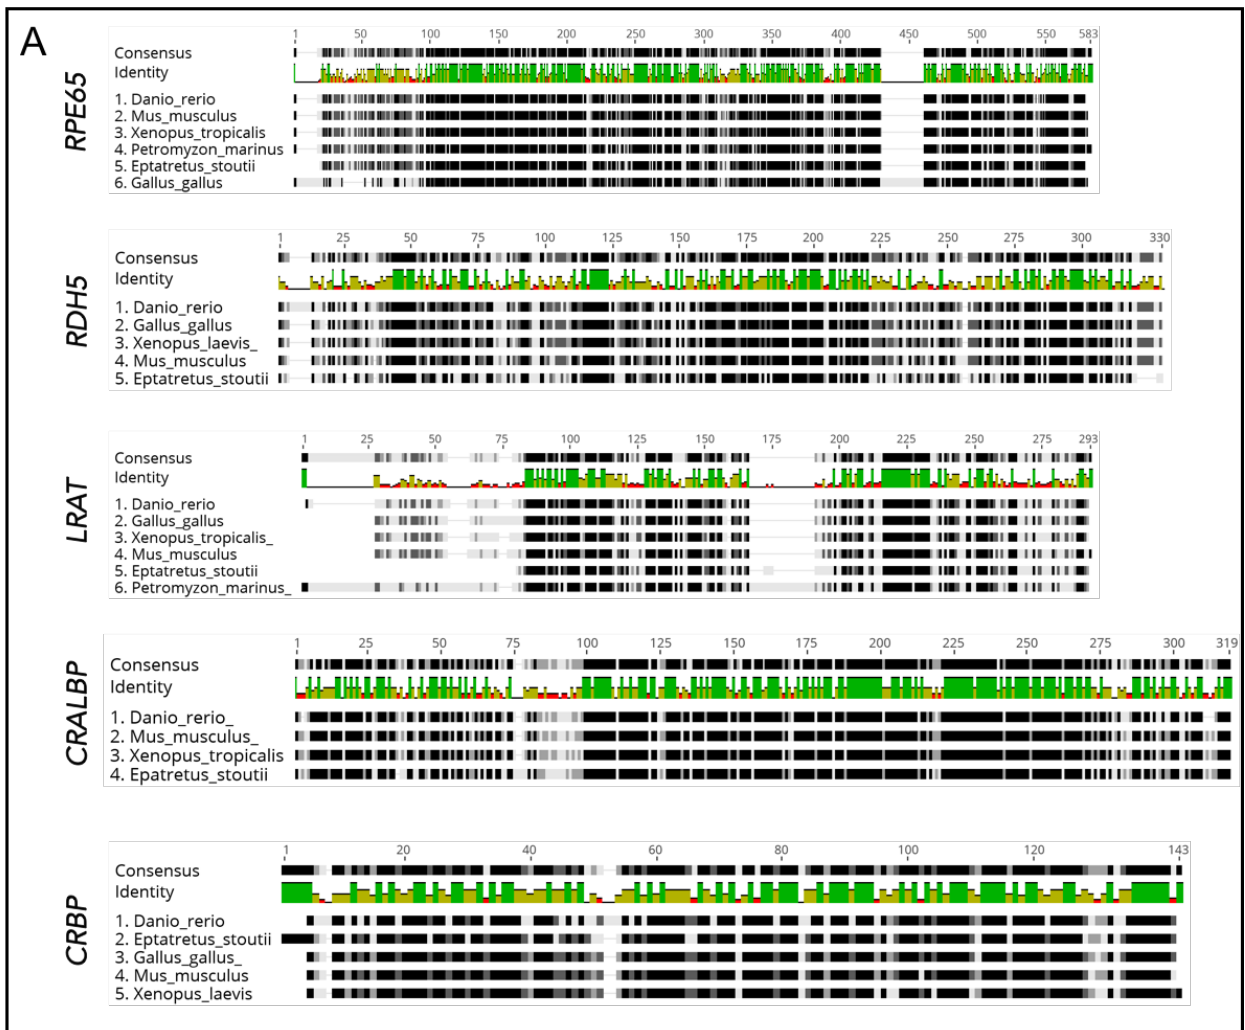 A
RPE65
1 50 100 150 200 250 300 350 400 450 500 550 583
Consensus
Identity
1. Danio_rerio
2. Mus_musculus
3. Xenopus_tropicalis
4. Petromyzon_marinus
5. Eptatretus_stoutii
6. Gallus_gallus
RDH5
1 25 50 75 100 125 150 175 200 225 250 275 300 330
Consensus
Identity
1. Danio_rerio
2. Gallus_gallus
3. Xenopus_laevis_
4. Mus_musculus
5. Eptatretus_stoutii
LRAT
1 25 50 75 100 125 150 175 200 225 250 275 293
Consensus
Identity
1. Danio_rerio
2. Gallus_gallus
3. Xenopus_tropicalis_
4. Mus_musculus
5. Eptatretus_stoutii
6. Petromyzon_marinus_
CRALBP
1 25 50 75 100 125 150 175 200 225 250 275 300 319
Consensus
Identity
1. Danio_rerio_
2. Mus_musculus_
3. Xenopus_tropicalis
4. Epatretus_stoutii
CRBP
1 20 40 60 80 100 120 143
Consensus
Identity
1. Danio_rerio
2. Eptatretus_stoutii
3. Gallus_gallus_
4. Mus_musculus
5. Xenopus_laevis